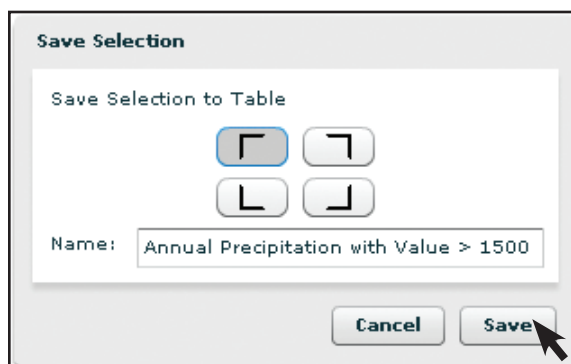 Save Selection
Save Selection to Table
Name: Annual Precipitation with Value > 1500
Cancel Save